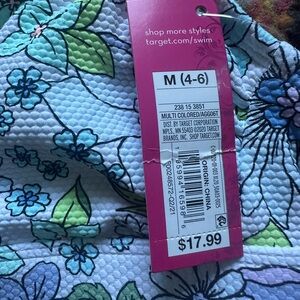 shop more styles
target.com/swim
M (4-6)
238 15 3851
MULTI COLORED/AGG06T
DIST. BY TARGET CORPORATION
MPLS, MN 55403 ©2020 TARGET
BRANDS, INC. SHOP TARGET.COM
ORIGIN: CHINA
$17.99